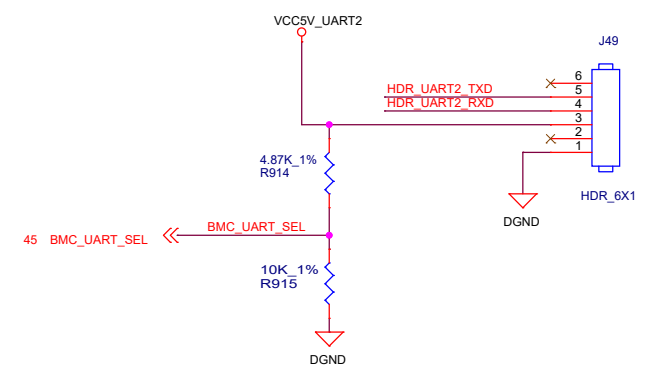 VCC5V_UART2
J49
6
HDR_UART2_TXD 5
HDR_UART2_RXD 4
3
2
1
4.87K_1%
R914
HDR_6X1
DGND
BMC_UART_SEL
45 BMC_UART_SEL
10K_1%
R915
DGND